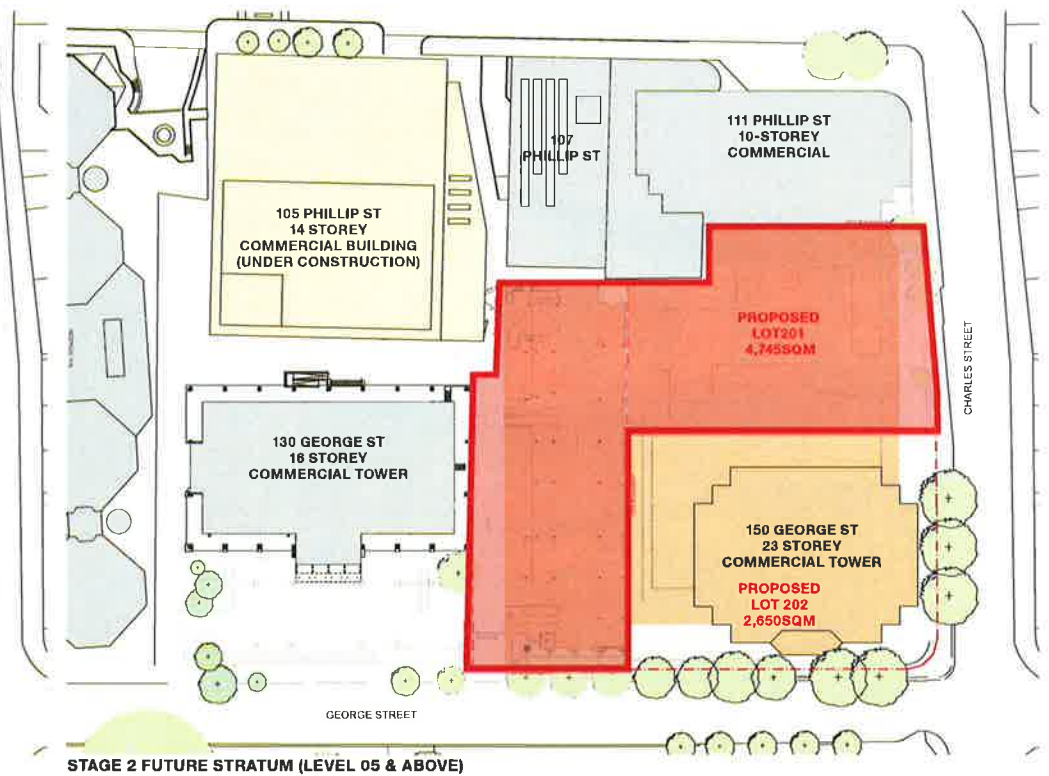 107
PHILLIP ST
111 PHILLIP ST
10-STOREY
COMMERCIAL
105 PHILLIP ST
14 STOREY
COMMERCIAL BUILDING
(UNDER CONSTRUCTION)
PROPOSED
LOT201
4,745SQM
CHARLES STREET
130 GEORGE ST
16 STOREY
COMMERCIAL TOWER
150 GEORGE ST
23 STOREY
COMMERCIAL TOWER
PROPOSED
LOT 202
2,650SQM
GEORGE STREET
STAGE 2 FUTURE STRATUM (LEVEL 05 & ABOVE)